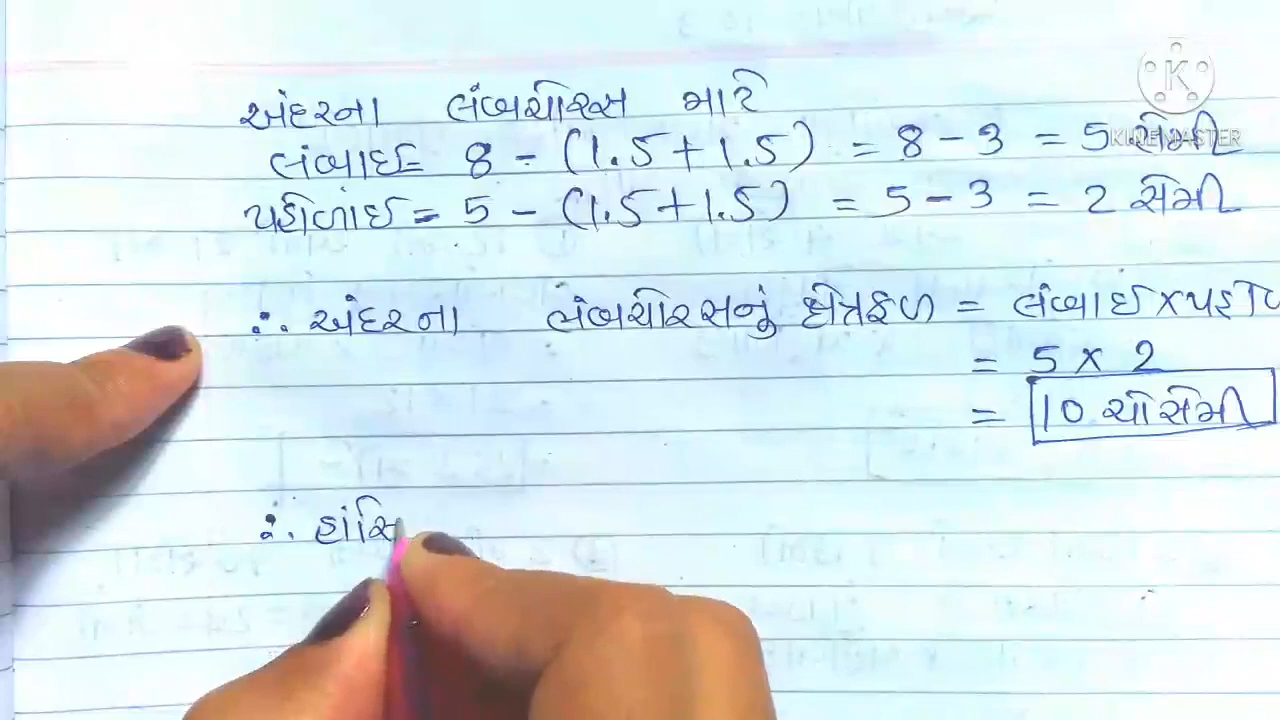 અંદરના લંબચોરસ માટે
લંબાઈ = 8 - (1.5+1.5) = 8 - 3 = 5 સેમી
પહોળાઈ = 5 - (1.5+1.5) = 5 - 3 = 2 સેમી
∴ અંદરના લંબચોરસનું ક્ષેત્રફળ = લંબાઈ ×
= 5 × 2
= 10 ચોસેમી
∴
KINEMASTER